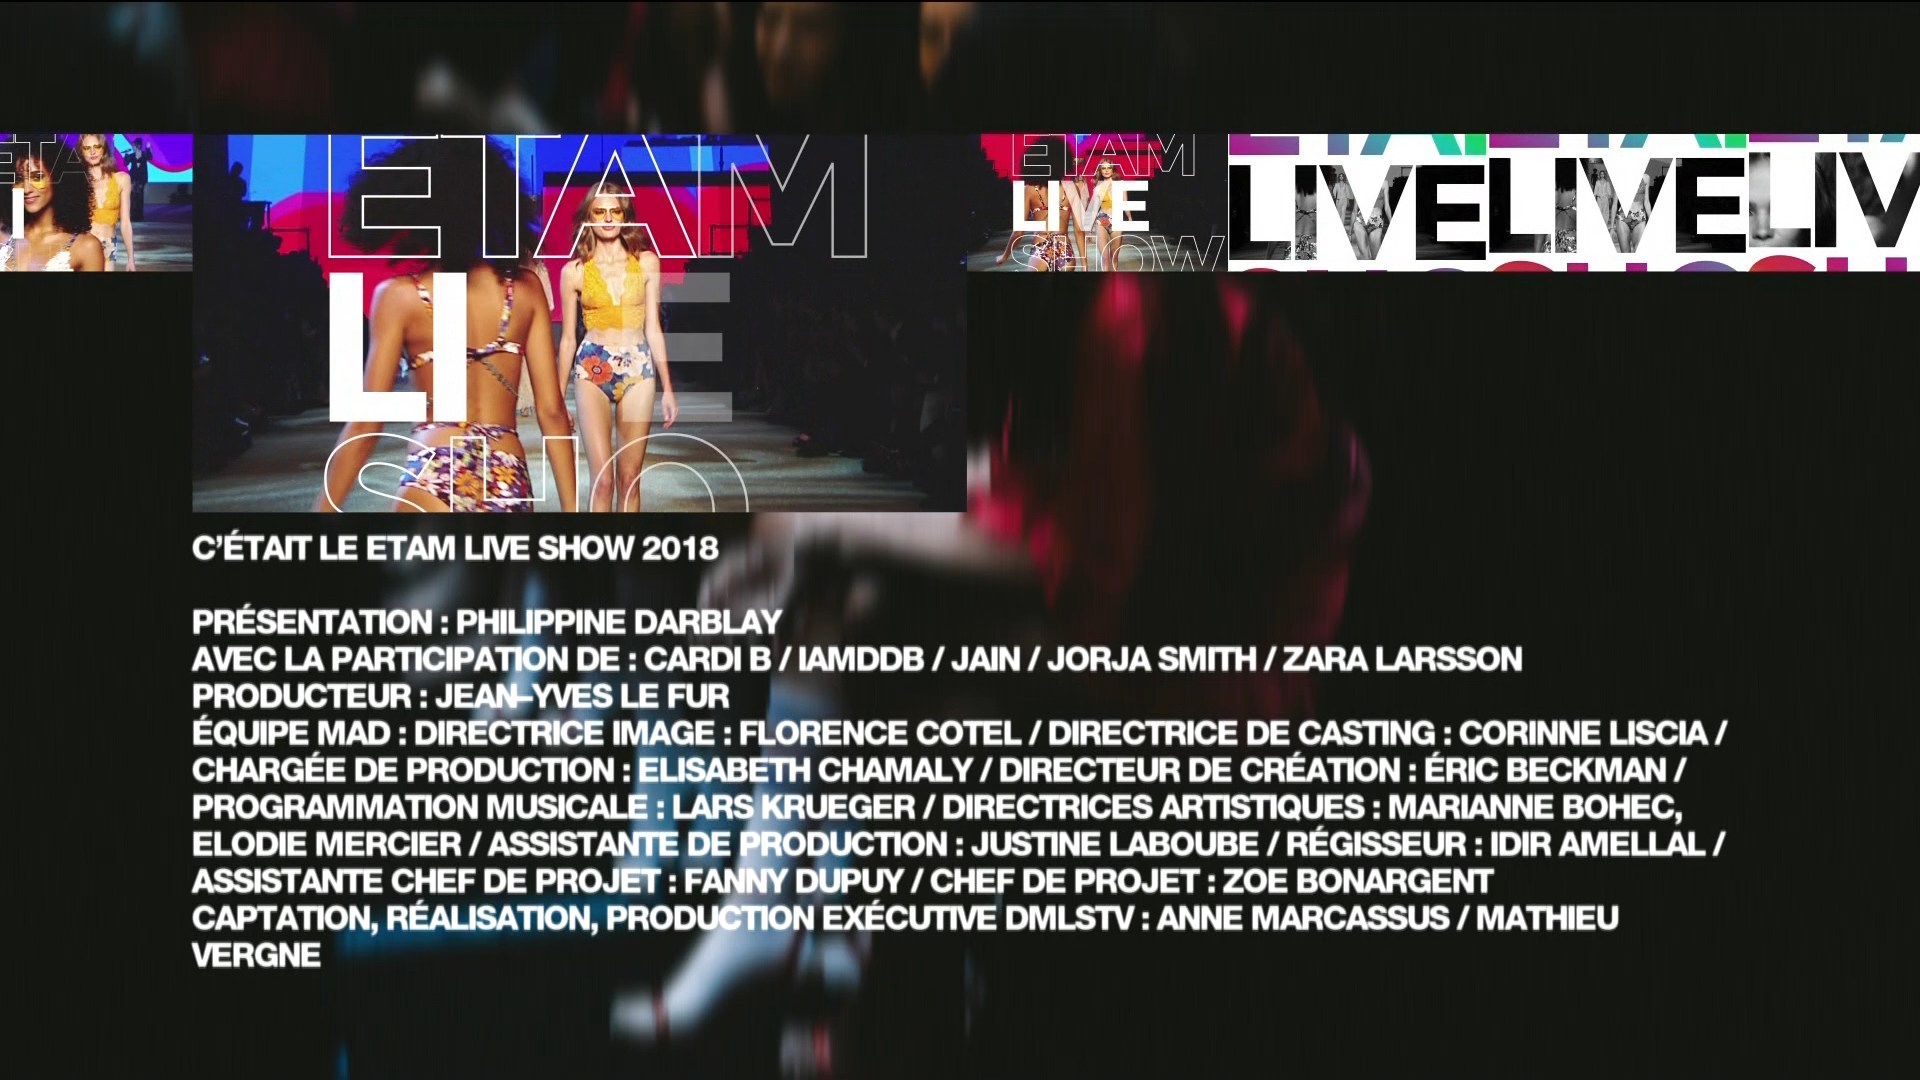 ETA
ETAM
LI E
SHO
ETAM
LIVE
SHOW
LIVE LIVE LIV
C'ÉTAIT LE ETAM LIVE SHOW 2018
PRÉSENTATION : PHILIPPINE DARBLAY
AVEC LA PARTICIPATION DE : CARDI B / IAMDDB / JAIN / JORJA SMITH / ZARA LARSSON
PRODUCTEUR : JEAN–YVES LE FUR
ÉQUIPE MAD : DIRECTRICE IMAGE : FLORENCE COTEL / DIRECTRICE DE CASTING : CORINNE LISCIA /
CHARGÉE DE PRODUCTION : ELISABETH CHAMALY / DIRECTEUR DE CRÉATION : ÉRIC BECKMAN /
PROGRAMMATION MUSICALE : LARS KRUEGER / DIRECTRICES ARTISTIQUES : MARIANNE BOHEC,
ELODIE MERCIER / ASSISTANTE DE PRODUCTION : JUSTINE LABOUBE / RÉGISSEUR : IDIR AMELLAL /
ASSISTANTE CHEF DE PROJET : FANNY DUPUY / CHEF DE PROJET : ZOE BONARGENT
CAPTATION, RÉALISATION, PRODUCTION EXÉCUTIVE DMLSTV : ANNE MARCASSUS / MATHIEU
VERGNE